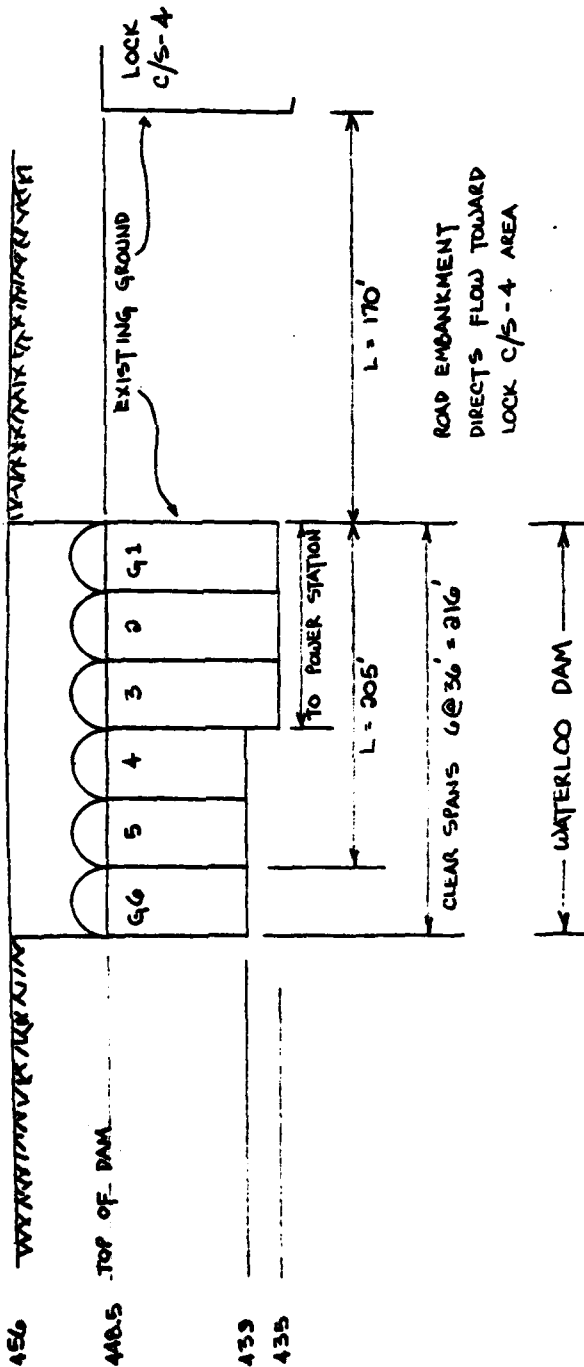 456
448.5 TOP OF DAM
439
435
G6
5
4
3
2
G1
EXISTING GROUND
LOCK
C/S-4
TO POWER STATION
L = 205'
L = 170'
CLEAR SPANS 6@36' = 216'
WATERLOO DAM
ROAD EMBANKMENT
DIRECTS FLOW TOWARD
LOCK C/S-4 AREA